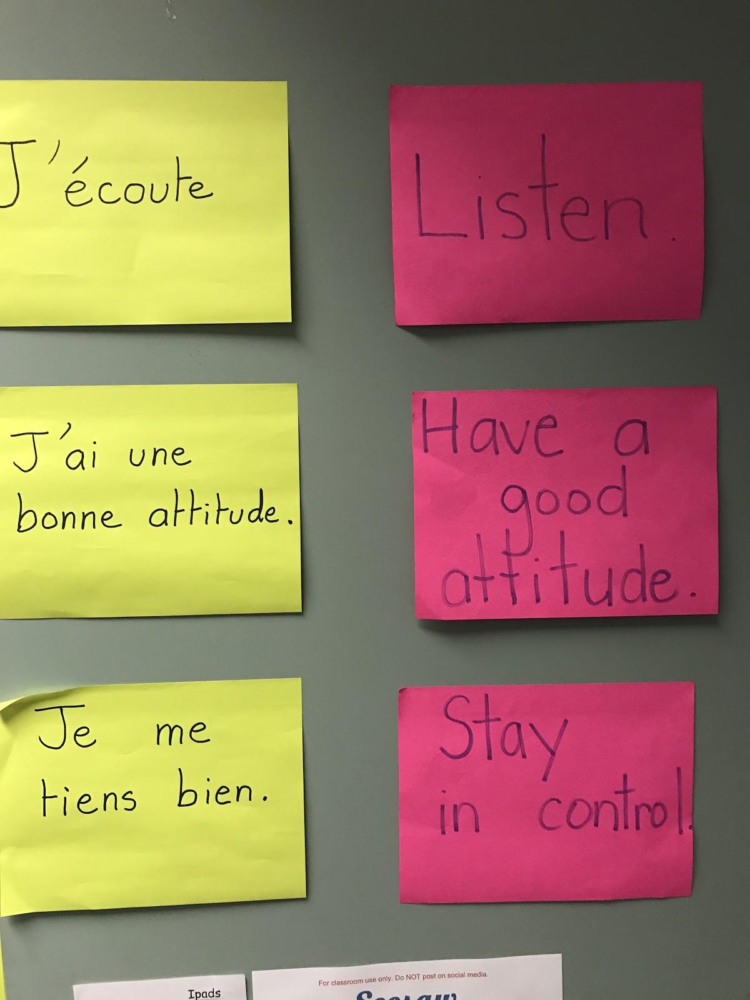 J'écoute
Listen.
J'ai une
bonne attitude.
Have a
good
attitude.
Je me
tiens bien.
Stay
in control.
Ipads
For classroom use only. Do NOT post on social media.
Seesaw